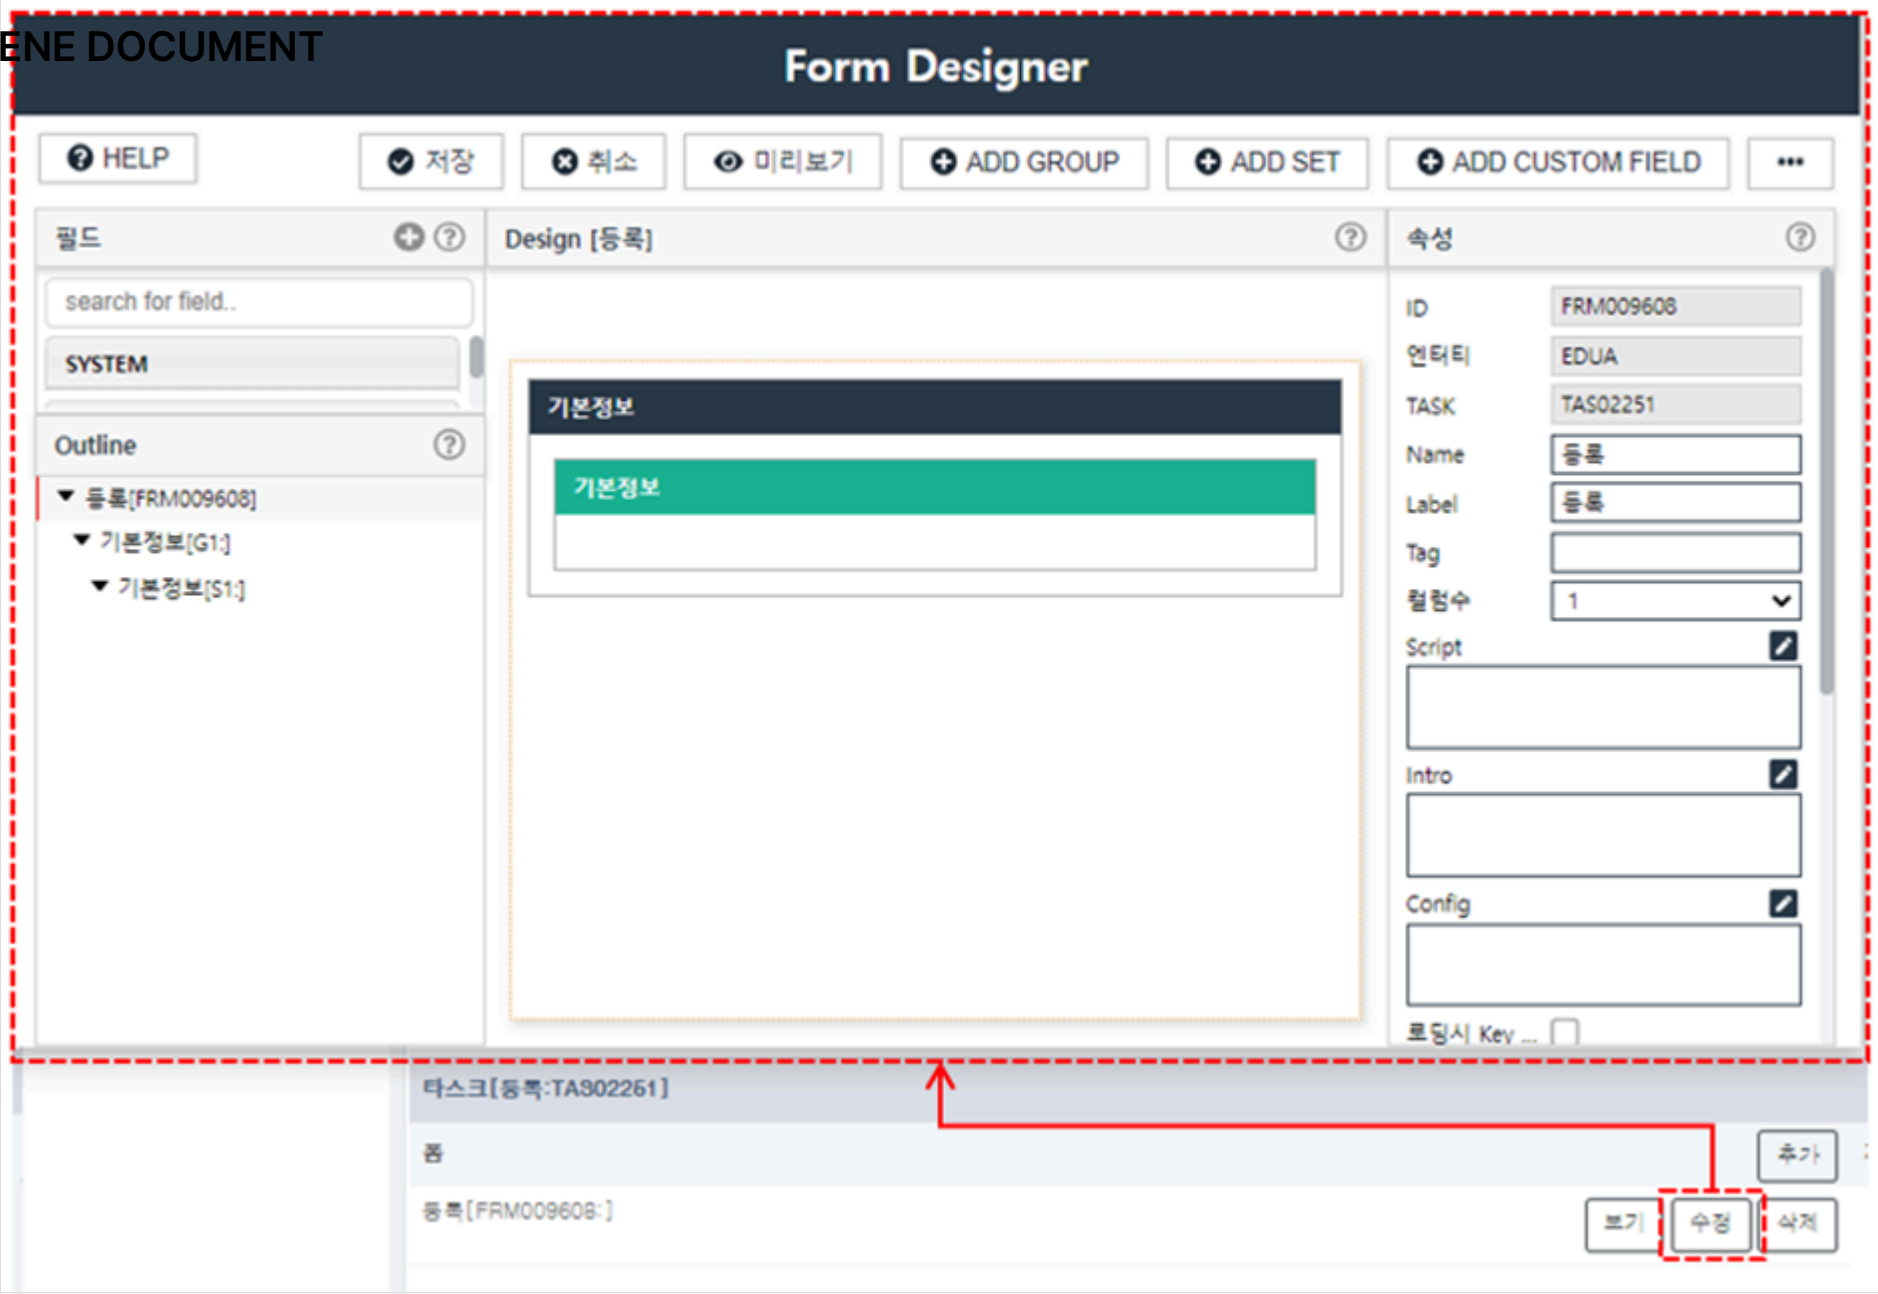 ENE DOCUMENT
Form Designer
HELP 저장 취소 미리보기 ADD GROUP ADD SET ADD CUSTOM FIELD
필드
search for field..
SYSTEM
Outline
등록[FRM009608]
기본정보[G1:]
기본정보[S1:]
Design [등록]
기본정보
기본정보
속성
ID FRM009608
엔터티 EDUA
TASK TAS02251
Name 등록
Label 등록
Tag
컬럼수 1
Script
Intro
Config
로딩시 Key ...
타스크[등록:TAS02251]
폼 추가
등록[FRM009608:] 보기 수정 삭제